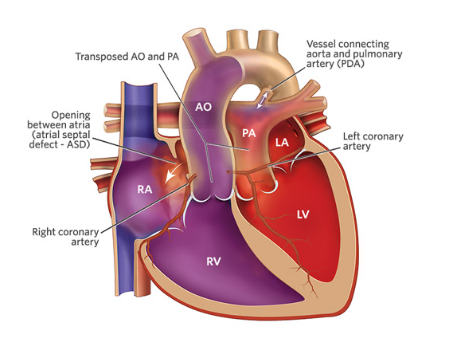 Vessel connecting
aorta and pulmonary
artery (PDA)
Transposed AO and PA
AO
PA
LA
Opening
between atria
(atrial septal
defect - ASD)
Left coronary
artery
RA
LV
Right coronary
artery
RV